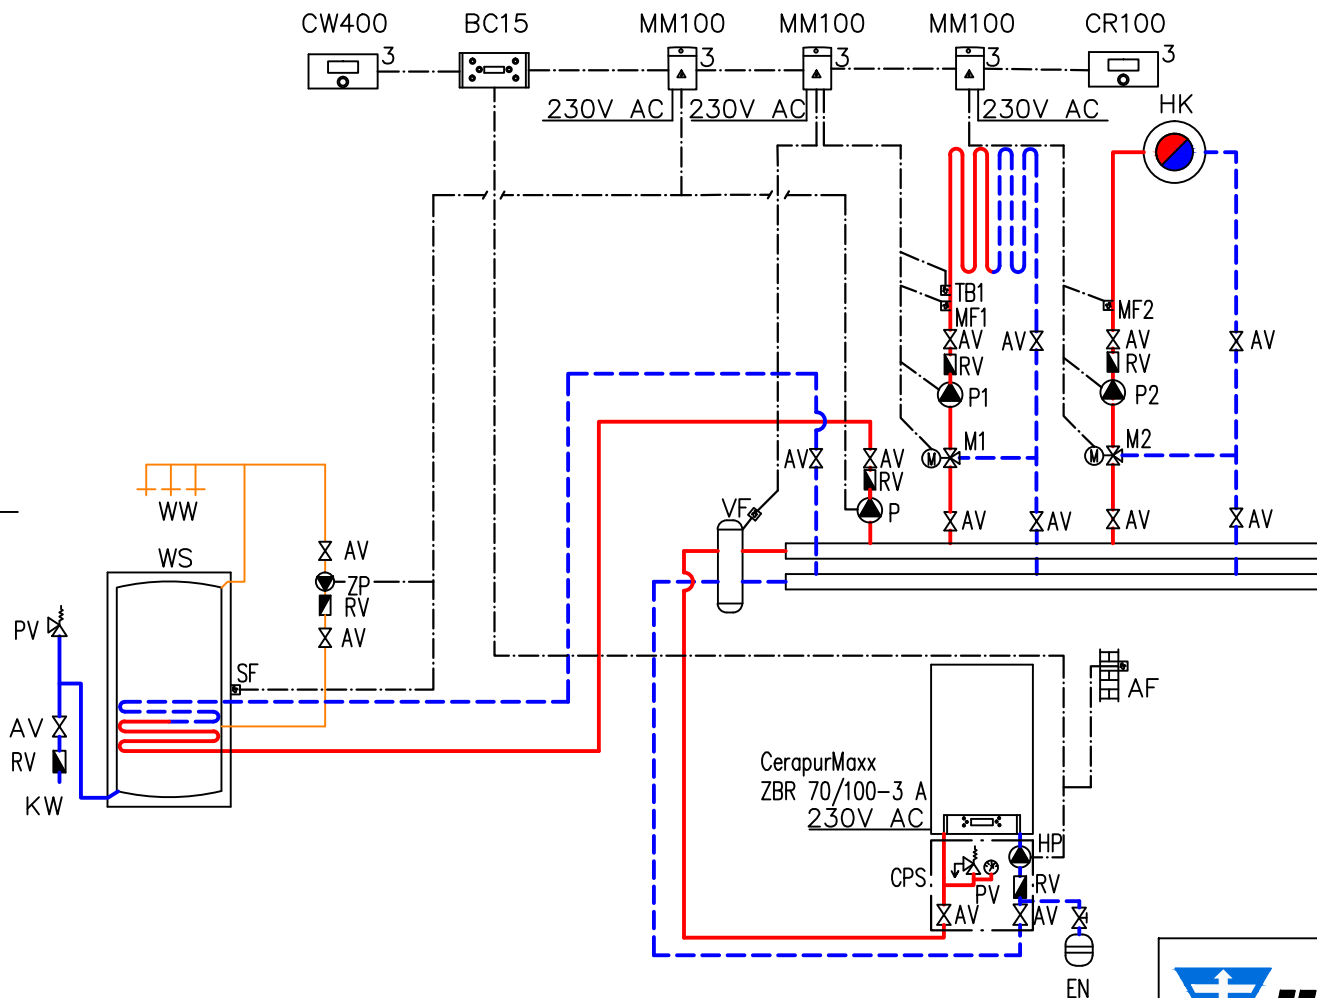 CW400 BC15 MM100 MM100 MM100 CR100
3 3 3 3 3
230V AC 230V AC 230V AC
HK
TB1
MF1 MF2
AV AV AV AV
RV RV
P1 P2
M1 M2
M M
AV AV
RV
WW
VF P AV AV AV AV
WS AV
ZP
RV
PV AV
SF
AF
AV
RV
KW
CerapurMaxx
ZBR 70/100-3 A
230V AC
HP
CPS PV RV
AV AV
EN